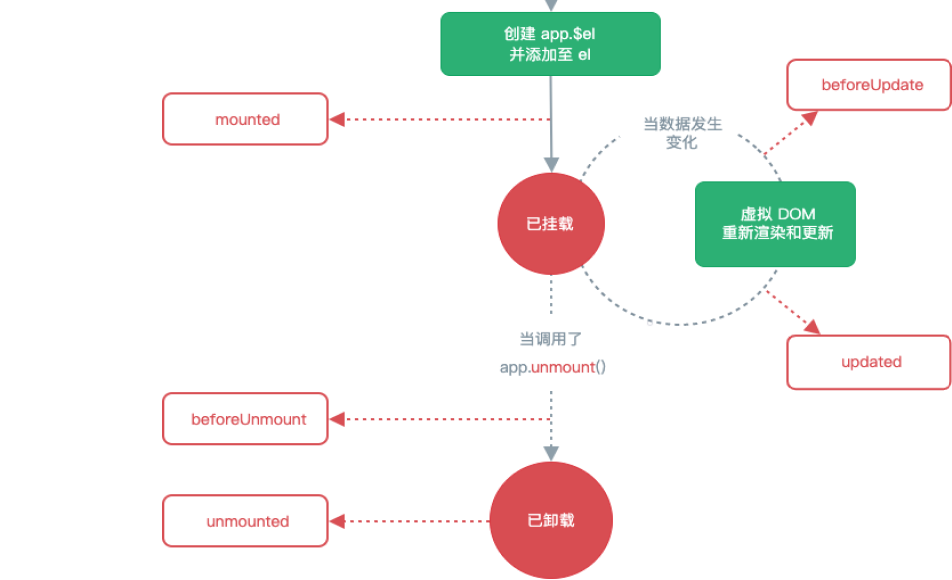 创建 app.$el
并添加至 el
beforeUpdate
mounted
当数据发生
变化
已挂载
虚拟 DOM
重新渲染和更新
当调用了
app.unmount()
updated
beforeUnmount
unmounted
已卸载